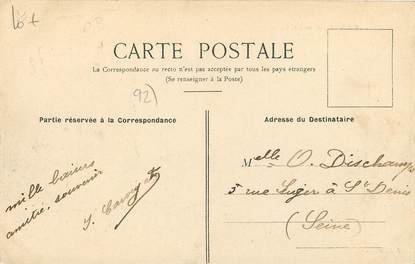 Lot
CARTE POSTALE
La Correspondance au recto n'est pas acceptée par tous les pays étrangers
(Se renseigner à la Poste)
92)
Partie réservée à la Correspondance
mille baisers
amitié. souvenir
Adresse du Destinataire
Melle O. Dischamps
5 rue Suger à St Denis
(Seine)